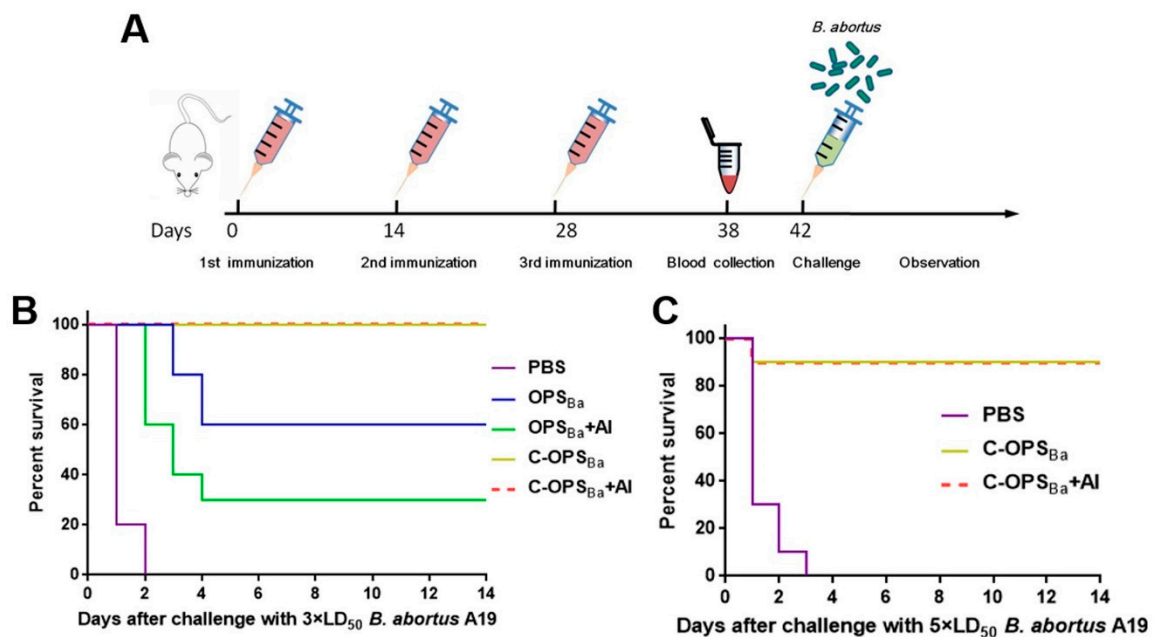 A
B. abortus
Days 0 14 28 38 42
1st immunization 2nd immunization 3rd immunization Blood collection Challenge Observation
B
Percent survival
100
80
60
40
20
0
0 2 4 6 8 10 12 14
Days after challenge with 3×LD50 B. abortus A19
PBS
OPSBa
OPSBa+Al
C-OPSBa
C-OPSBa+Al
C
Percent survival
100
80
60
40
20
0
0 2 4 6 8 10 12 14
Days after challenge with 5×LD50 B. abortus A19
PBS
C-OPSBa
C-OPSBa+Al